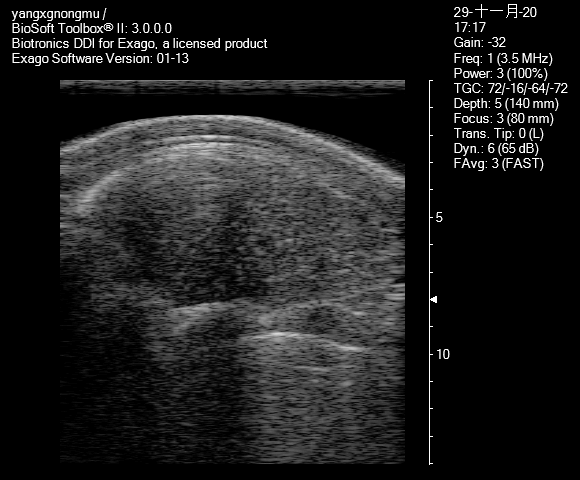 yangxgnongmu /
BioSoft Toolbox® II: 3.0.0.0
Biotronics DDI for Exago, a licensed product
Exago Software Version: 01-13
29-十一月-20
17:17
Gain: -32
Freq: 1 (3.5 MHz)
Power: 3 (100%)
TGC: 72/-16/-64/-72
Depth: 5 (140 mm)
Focus: 3 (80 mm)
Trans. Tip: 0 (L)
Dyn.: 6 (65 dB)
FAvg: 3 (FAST)
5
10